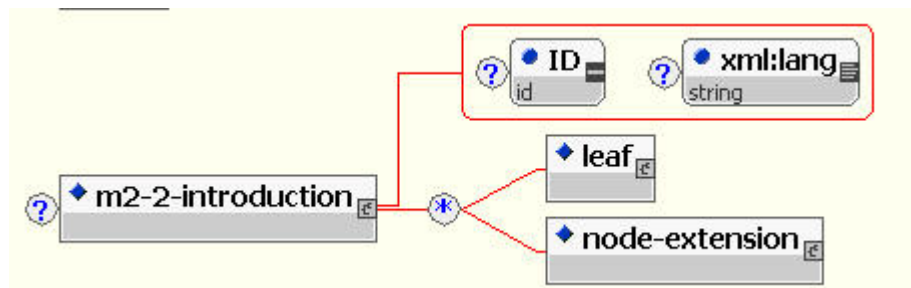 ? ID
id
? xml:lang
string
? m2-2-introduction
*
leaf
node-extension